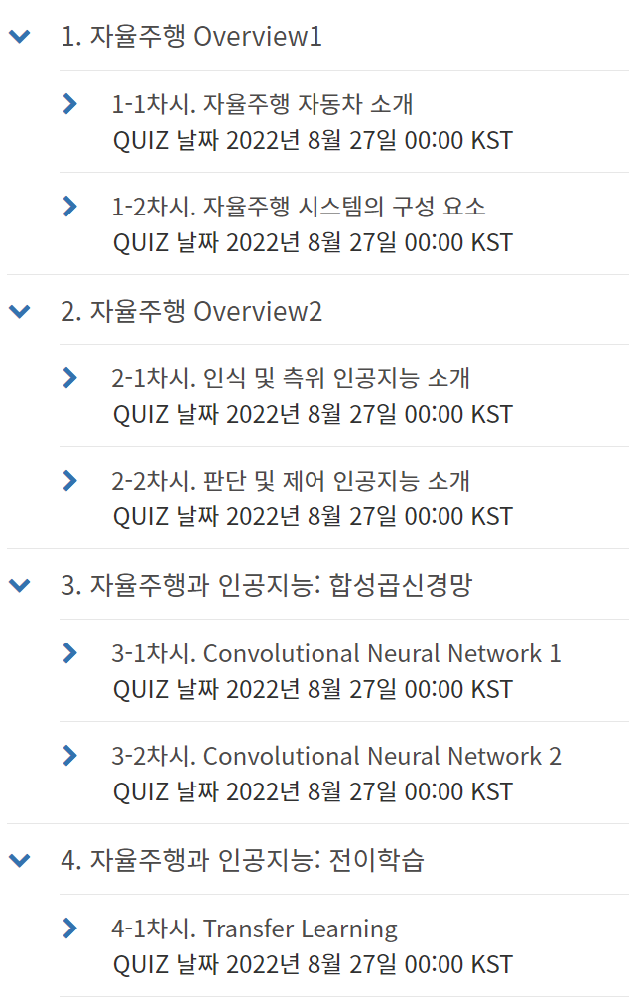 1. 자율주행 Overview1
1-1차시. 자율주행 자동차 소개
QUIZ 날짜 2022년 8월 27일 00:00 KST
1-2차시. 자율주행 시스템의 구성 요소
QUIZ 날짜 2022년 8월 27일 00:00 KST
2. 자율주행 Overview2
2-1차시. 인식 및 측위 인공지능 소개
QUIZ 날짜 2022년 8월 27일 00:00 KST
2-2차시. 판단 및 제어 인공지능 소개
QUIZ 날짜 2022년 8월 27일 00:00 KST
3. 자율주행과 인공지능: 합성곱신경망
3-1차시. Convolutional Neural Network 1
QUIZ 날짜 2022년 8월 27일 00:00 KST
3-2차시. Convolutional Neural Network 2
QUIZ 날짜 2022년 8월 27일 00:00 KST
4. 자율주행과 인공지능: 전이학습
4-1차시. Transfer Learning
QUIZ 날짜 2022년 8월 27일 00:00 KST